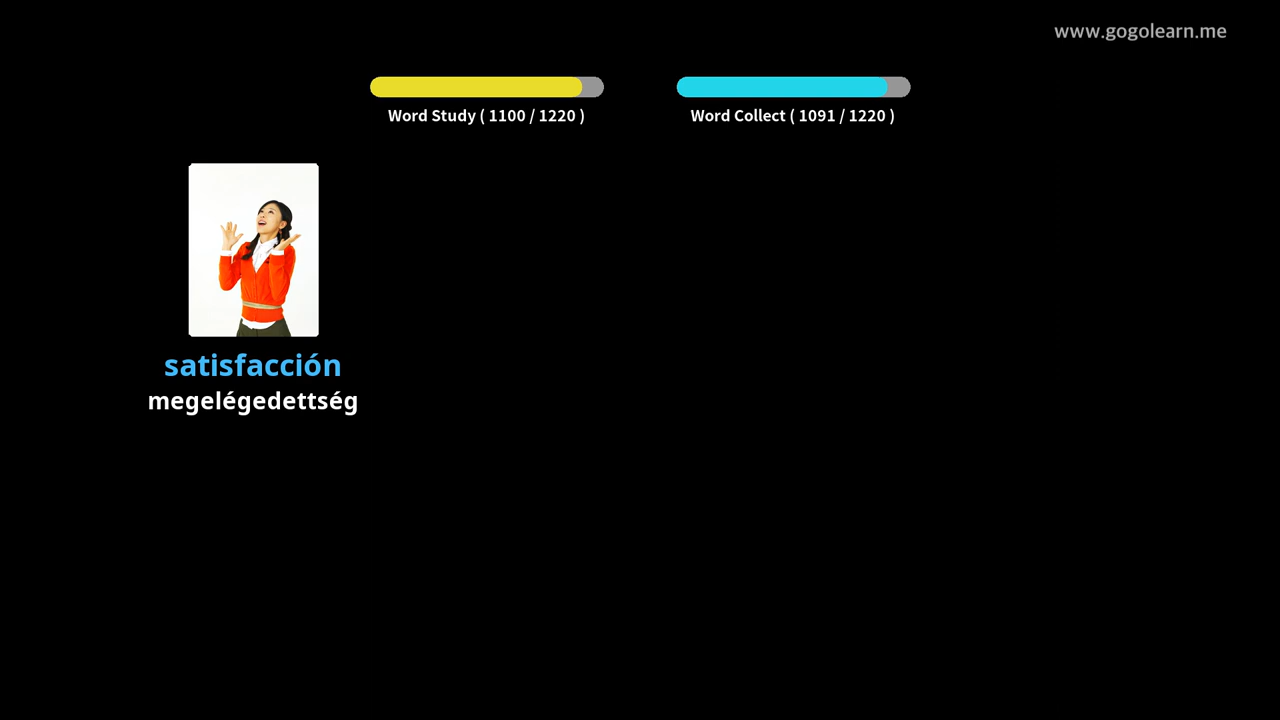 www.gogolearn.me
Word Study ( 1100 / 1220 )
Word Collect ( 1091 / 1220 )
satisfacción
megelégedettség